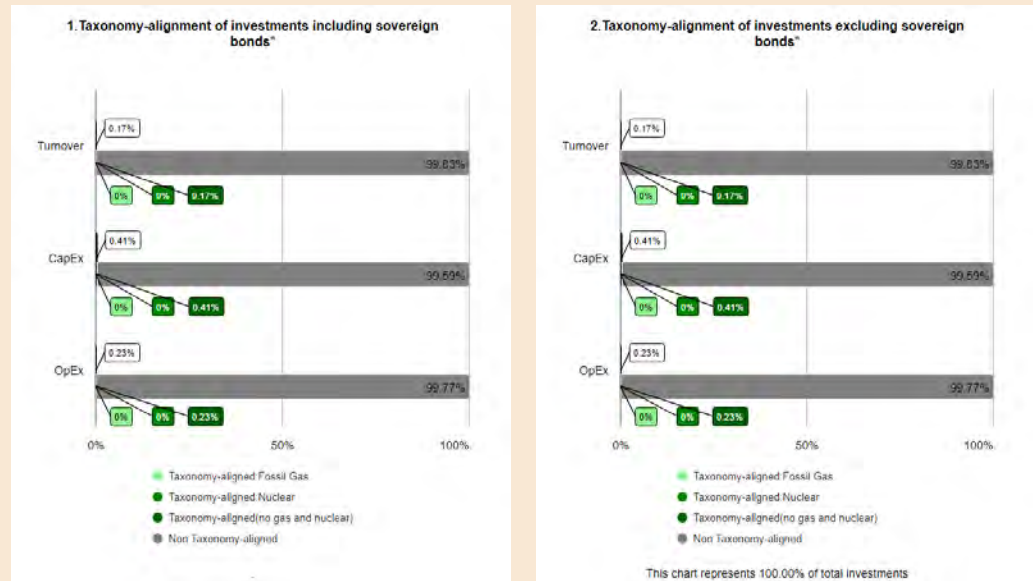 1.Taxonomy-alignment of investments including sovereign
bonds*
Turnover
0.17%
99.83%
0%
0%
0.17%
CapEx
0.41%
99.59%
0%
0%
0.41%
OpEx
0.23%
99.77%
0%
0%
0.23%
0%
50%
100%
Taxonomy-aligned Fossil Gas
Taxonomy-aligned Nuclear
Taxonomy-aligned(no gas and nuclear)
Non Taxonomy-aligned
2.Taxonomy-alignment of investments excluding sovereign
bonds*
Turnover
0.17%
99.83%
0%
0%
0.17%
CapEx
0.41%
99.59%
0%
0%
0.41%
OpEx
0.23%
99.77%
0%
0%
0.23%
0%
50%
100%
Taxonomy-aligned Fossil Gas
Taxonomy-aligned Nuclear
Taxonomy-aligned(no gas and nuclear)
Non Taxonomy-aligned
This chart represents 100.00% of total investments